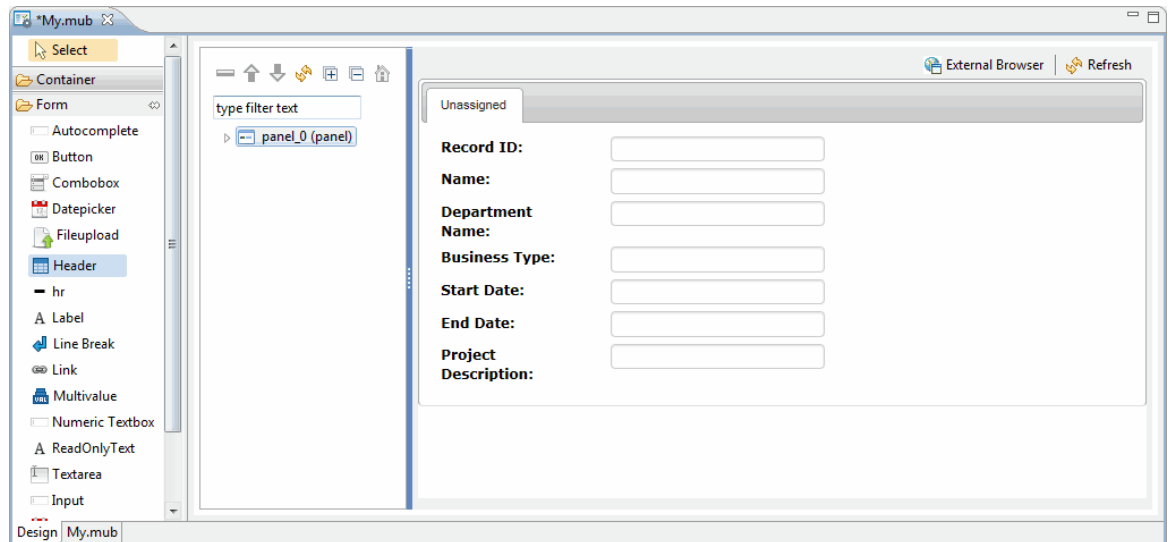 *My.mub
Select
Container
Form
Autocomplete
OK Button
Combobox
Datepicker
Fileupload
Header
hr
A Label
Line Break
Link
Multivalue
Numeric Textbox
A ReadOnlyText
Textarea
Input
Design
My.mub
type filter text
panel_0 (panel)
External Browser
Refresh
Unassigned
Record ID:
Name:
Department
Name:
Business Type:
Start Date:
End Date:
Project
Description: